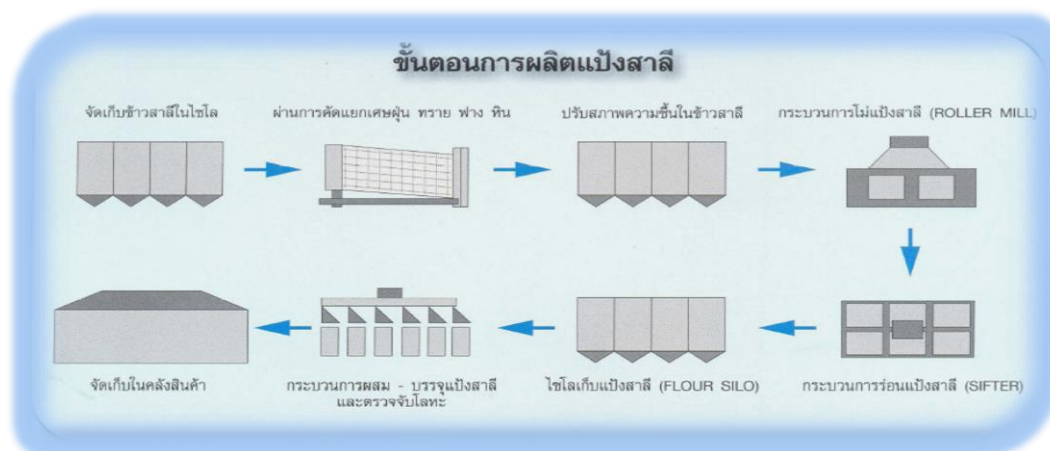 ขั้นตอนการผลิตแป้งสาลี
จัดเก็บข้าวสาลีในไซโล
ผ่านการคัดแยกเศษฝุ่น ทราย ฟาง หิน
ปรับสภาพความชื้นในข้าวสาลี
กระบวนการโม่แป้งสาลี (ROLLER MILL)
จัดเก็บในคลังสินค้า
กระบวนการผสม - บรรจุแป้งสาลี
และตรวจจับโลหะ
ไซโลเก็บแป้งสาลี (FLOUR SILO)
กระบวนการร่อนแป้งสาลี (SIFTER)